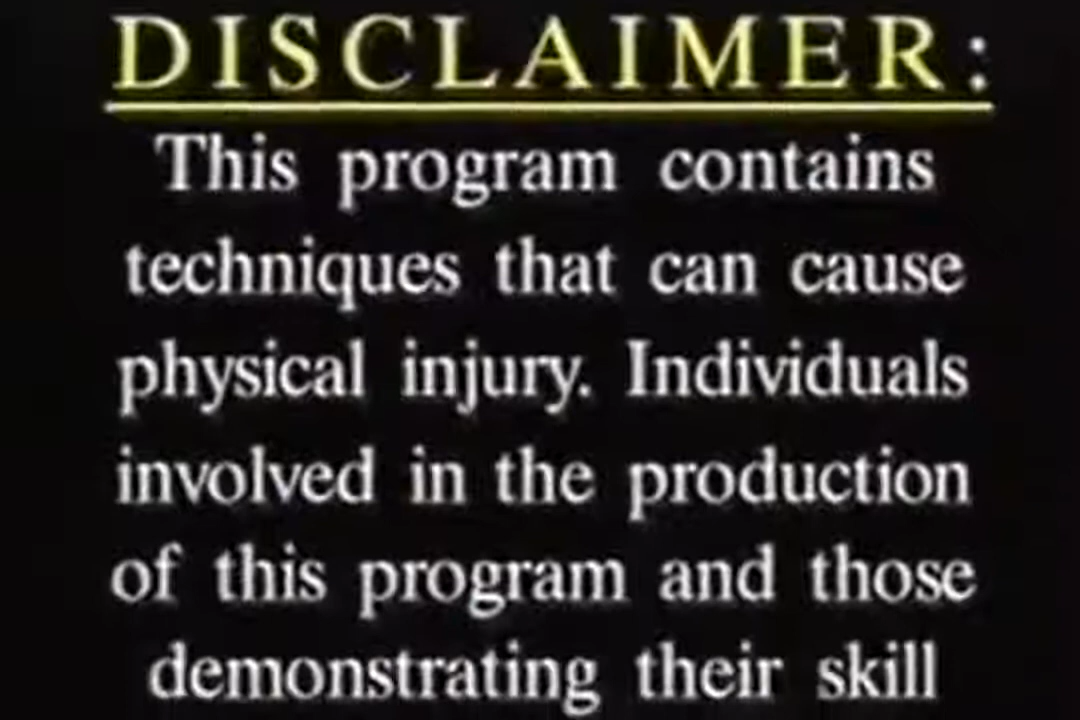 DISCLAIMER:
This program contains
techniques that can cause
physical injury. Individuals
involved in the production
of this program and those
demonstrating their skill